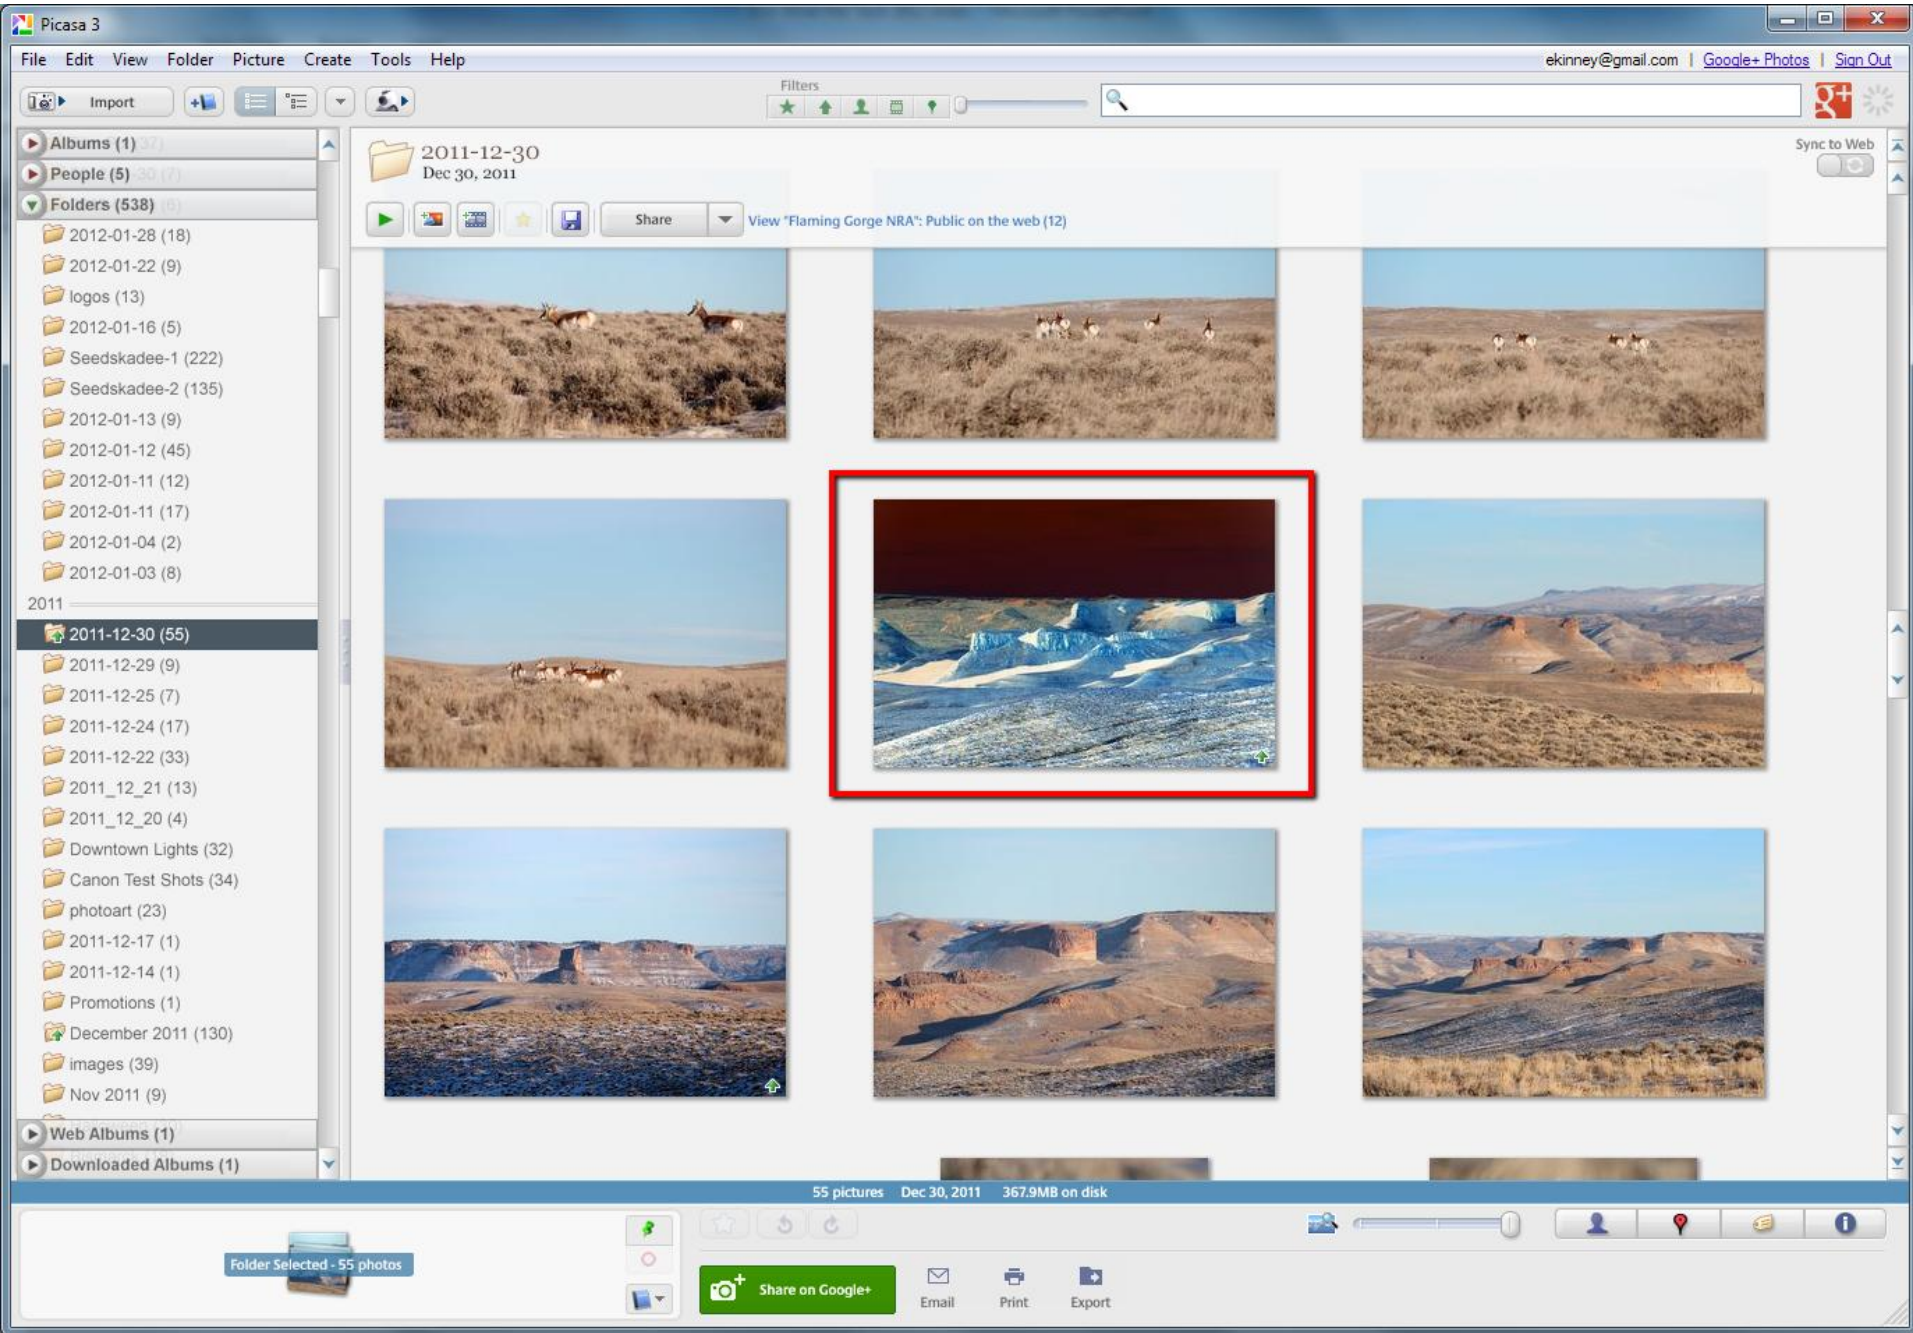 Picasa 3
File Edit View Folder Picture Create Tools Help
ekinney@gmail.com | Google+ Photos | Sign Out
Import
Filters
g+
Albums (1)
People (5)
Folders (538)
2012-01-28 (18)
2012-01-22 (9)
logos (13)
2012-01-16 (5)
Seedskadee-1 (222)
Seedskadee-2 (135)
2012-01-13 (9)
2012-01-12 (45)
2012-01-11 (12)
2012-01-11 (17)
2012-01-04 (2)
2012-01-03 (8)
2011
2011-12-30 (55)
2011-12-29 (9)
2011-12-25 (7)
2011-12-24 (17)
2011-12-22 (33)
2011_12_21 (13)
2011_12_20 (4)
Downtown Lights (32)
Canon Test Shots (34)
photoart (23)
2011-12-17 (1)
2011-12-14 (1)
Promotions (1)
December 2011 (130)
images (39)
Nov 2011 (9)
Web Albums (1)
Downloaded Albums (1)
2011-12-30
Dec 30, 2011
Sync to Web
Share
View "Flaming Gorge NRA": Public on the web (12)
55 pictures Dec 30, 2011 367.9MB on disk
Folder Selected - 55 photos
Share on Google+
Email
Print
Export